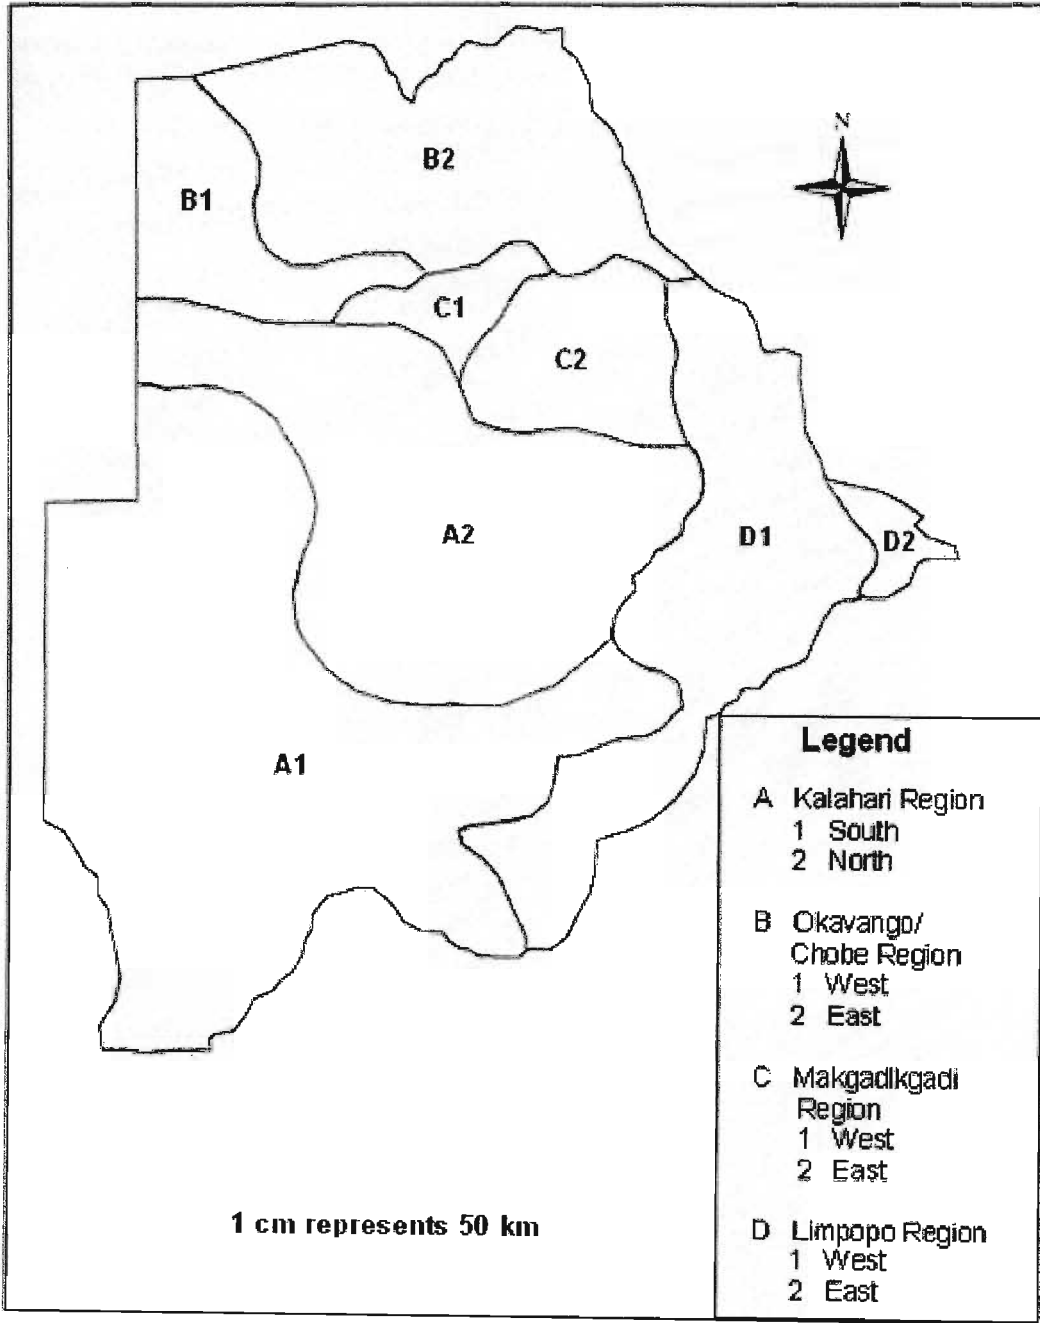 N
B2
B1
C1
C2
A2
D1
D2
A1
Legend
A Kalahari Region
1 South
2 North
B Okavango/
Chobe Region
1 West
2 East
C Makgadikgadi
Region
1 West
2 East
D Limpopo Region
1 West
2 East
1 cm represents 50 km